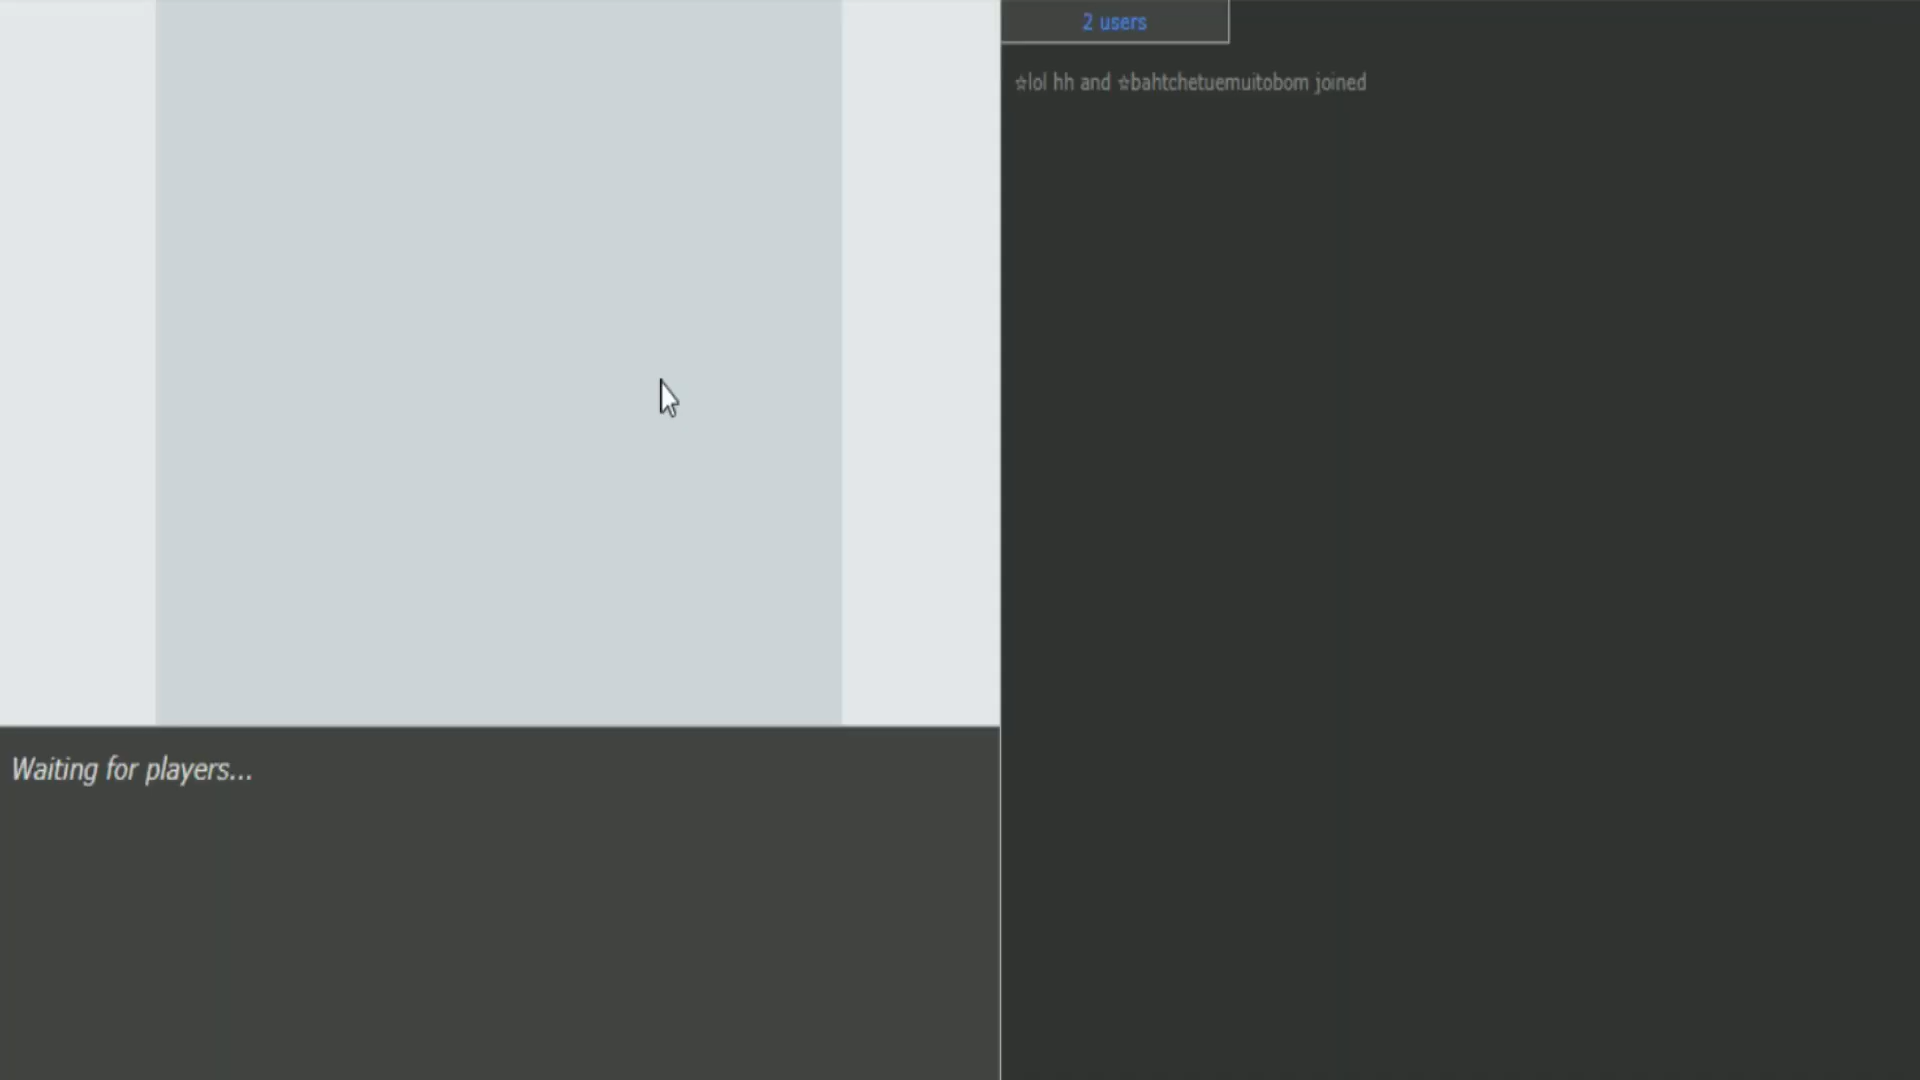 2 users
☆lol hh and ☆bahtchetuemuitobom joined
Waiting for players...